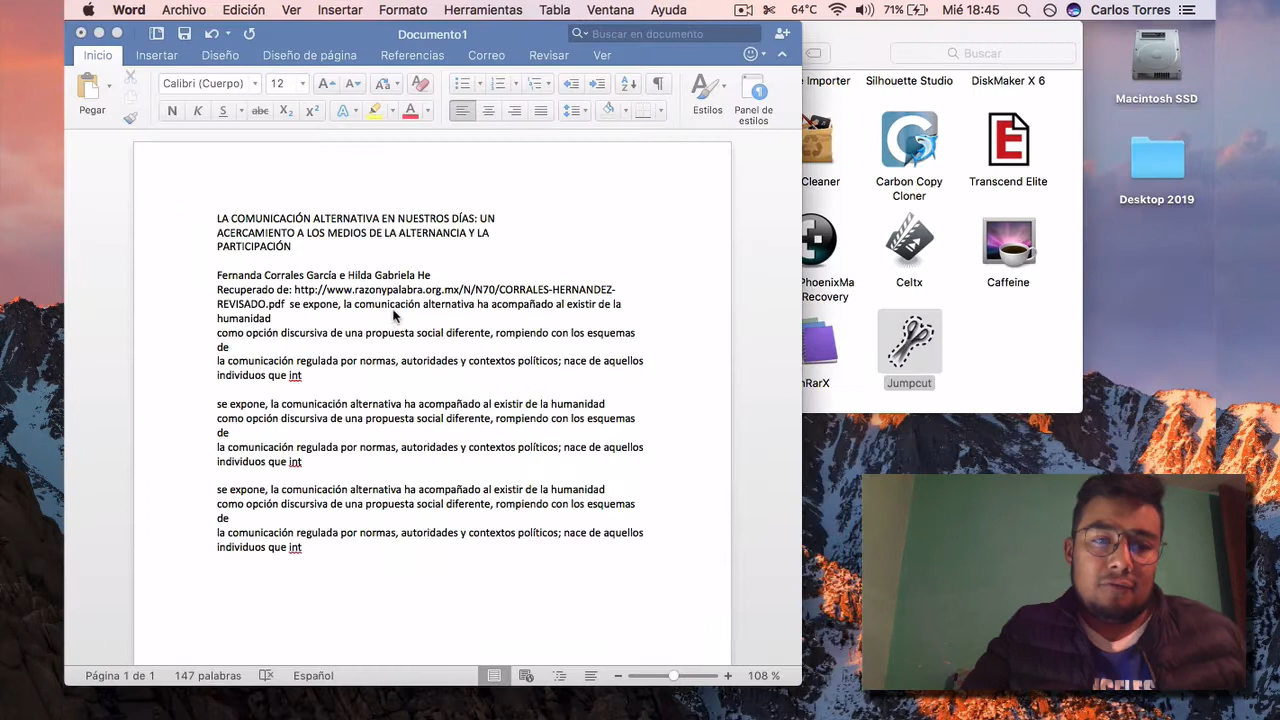 Word Archivo Edición Ver Insertar Formato Herramientas Tabla Ventana Ayuda 64°C 71% Mié 18:45 Carlos Torres
Documento1
Buscar en documento
Inicio Insertar Diseño Diseño de página Referencias Correo Revisar Ver
Pegar
Calibri (Cuerpo) 12
N K S abc X2 X2 A A
Estilos
Panel de estilos
LA COMUNICACIÓN ALTERNATIVA EN NUESTROS DÍAS: UN
ACERCAMIENTO A LOS MEDIOS DE LA ALTERNANCIA Y LA
PARTICIPACIÓN
Fernanda Corrales García e Hilda Gabriela He
Recuperado de: http://www.razonypalabra.org.mx/N/N70/CORRALES-HERNANDEZ-
REVISADO.pdf se expone, la comunicación alternativa ha acompañado al existir de la
humanidad
como opción discursiva de una propuesta social diferente, rompiendo con los esquemas
de
la comunicación regulada por normas, autoridades y contextos políticos; nace de aquellos
individuos que int
se expone, la comunicación alternativa ha acompañado al existir de la humanidad
como opción discursiva de una propuesta social diferente, rompiendo con los esquemas
de
la comunicación regulada por normas, autoridades y contextos políticos; nace de aquellos
individuos que int
se expone, la comunicación alternativa ha acompañado al existir de la humanidad
como opción discursiva de una propuesta social diferente, rompiendo con los esquemas
de
la comunicación regulada por normas, autoridades y contextos políticos; nace de aquellos
individuos que int
Página 1 de 1 147 palabras Español 108 %
Buscar
Importer Silhouette Studio DiskMaker X 6
Cleaner Carbon Copy Cloner Transcend Elite
PhoenixMa Recovery Celtx Caffeine
nRarX Jumpcut
Macintosh SSD
Desktop 2019